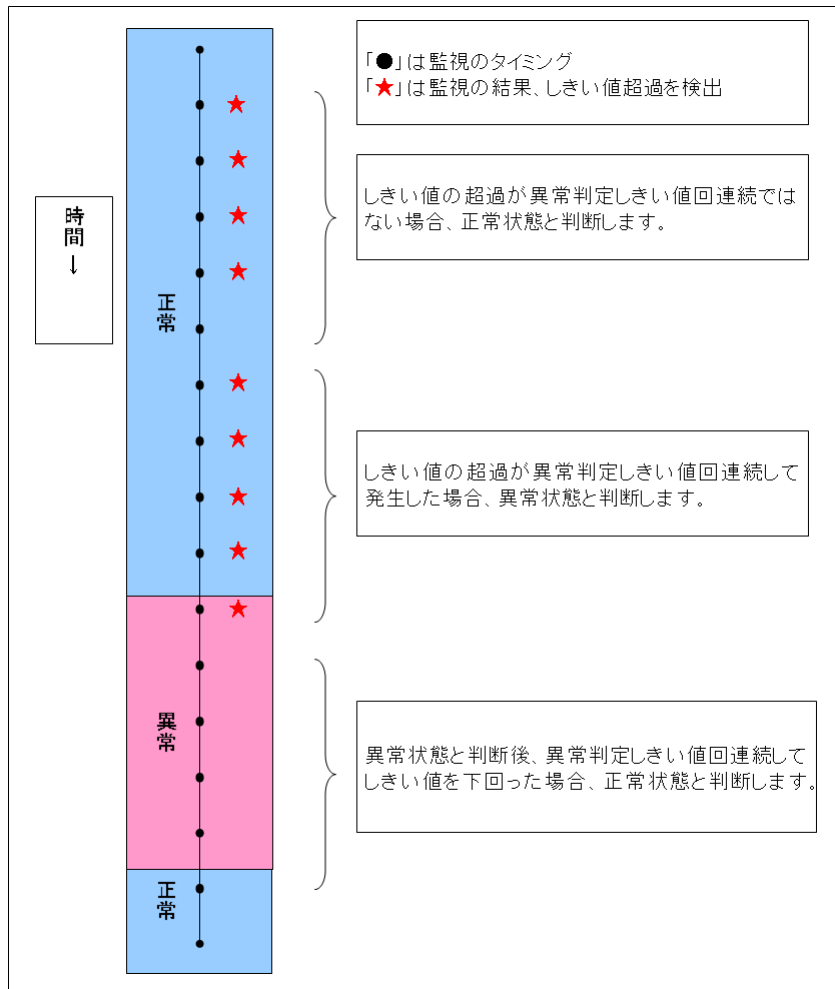 「●」は監視のタイミング
「★」は監視の結果、しきい値超過を検出
しきい値の超過が異常判定しきい値回連続では
ない場合、正常状態と判断します。
時間↓
正常
しきい値の超過が異常判定しきい値回連続して
発生した場合、異常状態と判断します。
異常
異常状態と判断後、異常判定しきい値回連続して
しきい値を下回った場合、正常状態と判断します。
正常